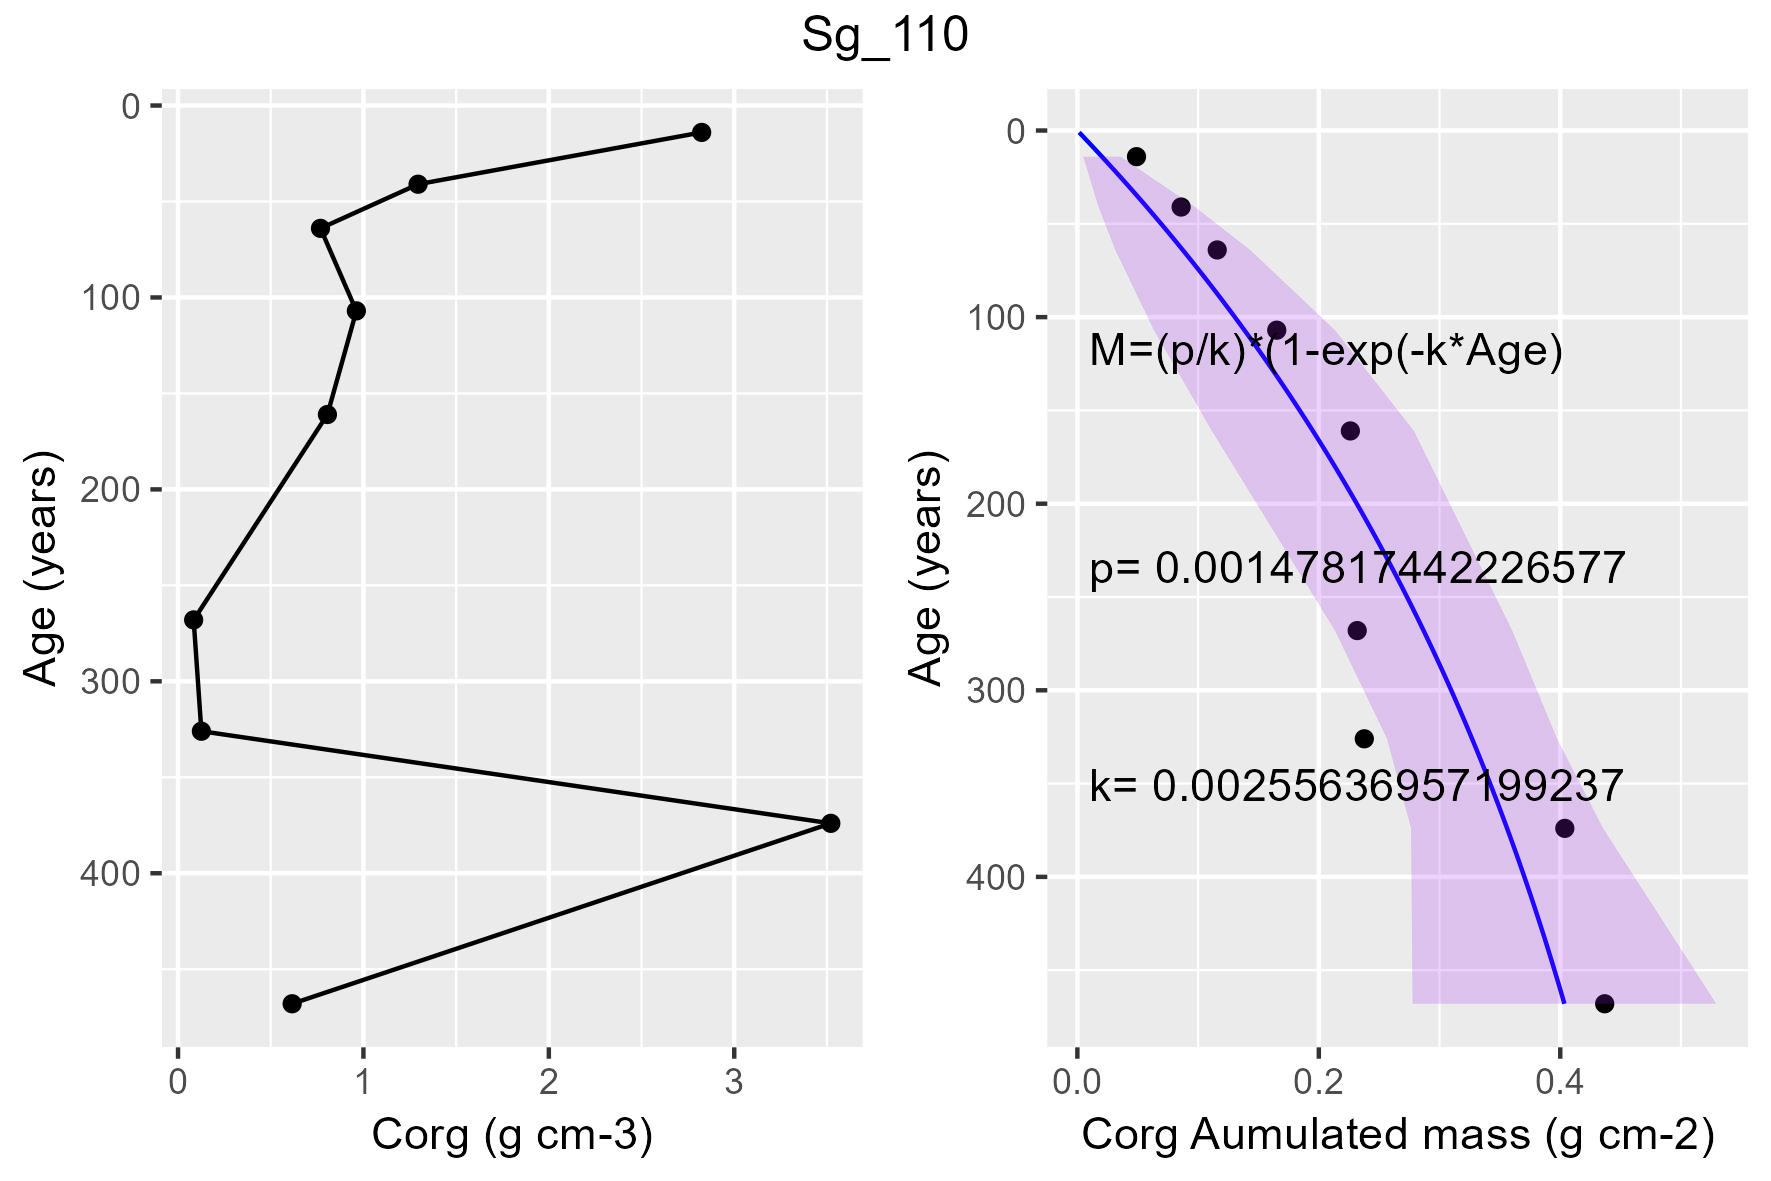 Sg_110
0
100
200
300
400
Age (years)
0
1
2
3
Corg (g cm-3)
0
100
200
300
400
Age (years)
M=(p/k)*(1-exp(-k*Age)
p= 0.00147817442226577
k= 0.00255636957199237
0.0
0.2
0.4
Corg Aumulated mass (g cm-2)